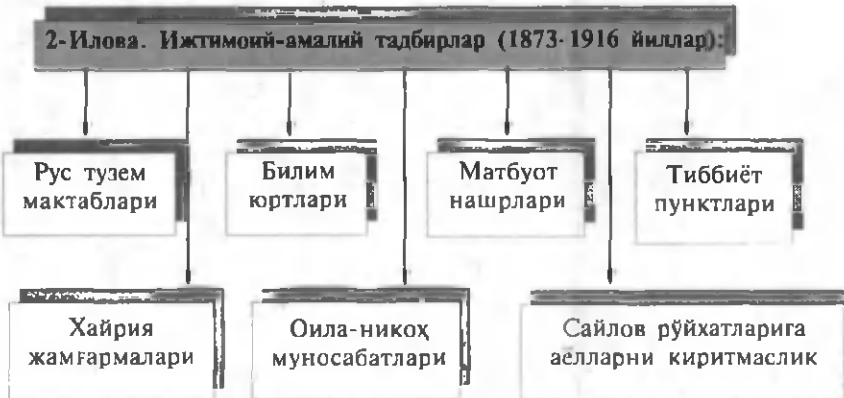 2-Илова. Ижтимоий-амалий тадбирлар (1873-1916 йиллар):
Рус тузем
мактаблари
Билим
юртлари
Матбуот
нашрлари
Тиббиёт
пунктлари
Хайрия
жамғармалари
Оила-никоҳ
муносабатлари
Сайлов рўйхатларига
аелларни киритмаслик